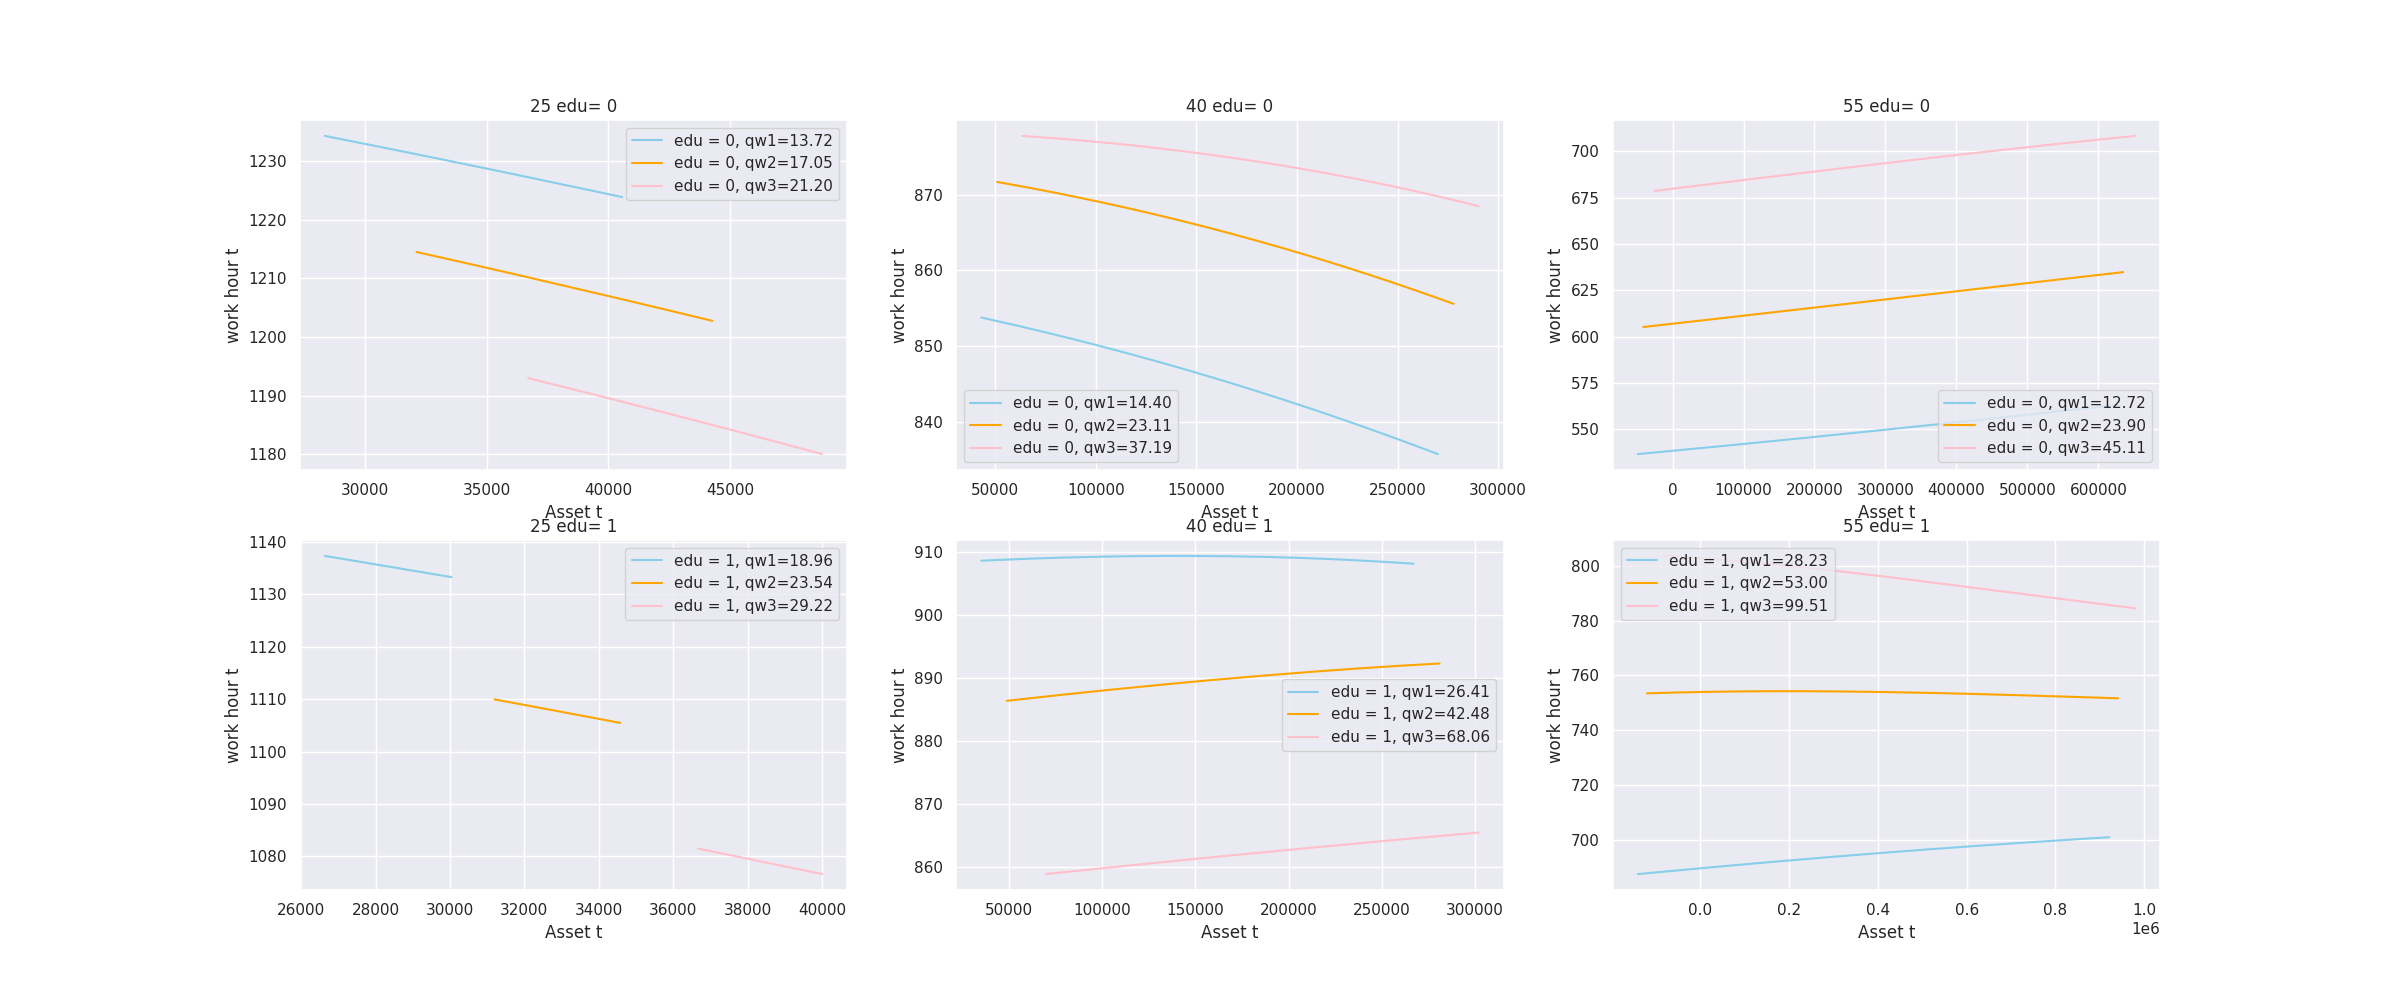 25 edu= 0
work hour t
1230
1220
1210
1200
1190
1180
edu = 0, qw1=13.72
edu = 0, qw2=17.05
edu = 0, qw3=21.20
30000 35000 40000 45000
Asset t
40 edu= 0
work hour t
870
860
850
840
edu = 0, qw1=14.40
edu = 0, qw2=23.11
edu = 0, qw3=37.19
50000 100000 150000 200000 250000 300000
Asset t
55 edu= 0
work hour t
700
675
650
625
600
575
550
edu = 0, qw1=12.72
edu = 0, qw2=23.90
edu = 0, qw3=45.11
0 100000 200000 300000 400000 500000 600000
Asset t
25 edu= 1
work hour t
1140
1130
1120
1110
1100
1090
1080
edu = 1, qw1=18.96
edu = 1, qw2=23.54
edu = 1, qw3=29.22
26000 28000 30000 32000 34000 36000 38000 40000
Asset t
40 edu= 1
work hour t
910
900
890
880
870
860
edu = 1, qw1=26.41
edu = 1, qw2=42.48
edu = 1, qw3=68.06
50000 100000 150000 200000 250000 300000
Asset t
55 edu= 1
work hour t
800
780
760
740
720
700
edu = 1, qw1=28.23
edu = 1, qw2=53.00
edu = 1, qw3=99.51
0.0 0.2 0.4 0.6 0.8 1.0
1e6
Asset t